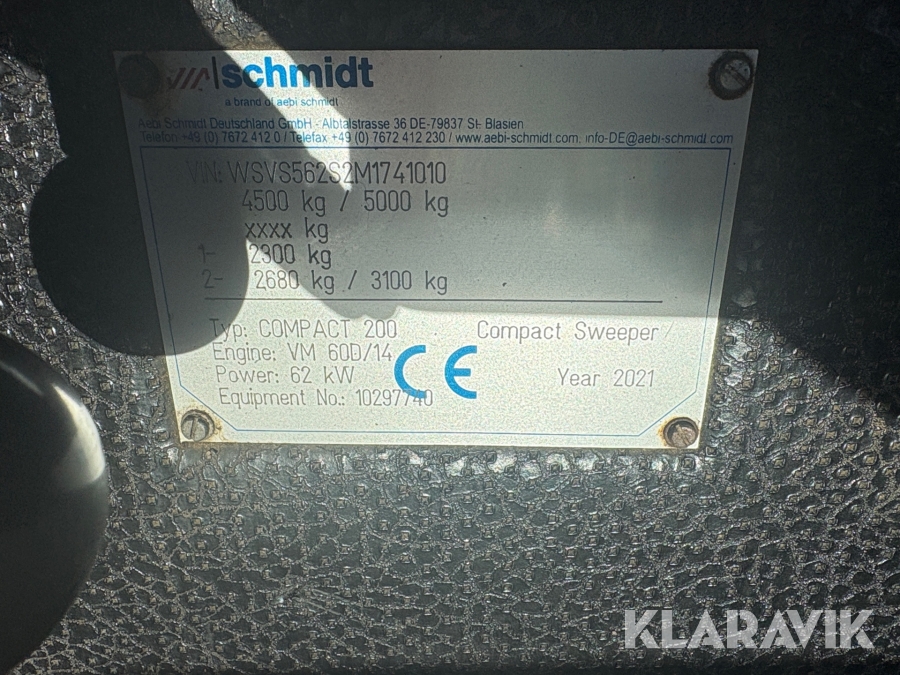 schmidt
a brand of aebi schmidt
Aebi Schmidt Deutschland GmbH - Albtalstrasse 36 DE-79837 St- Blasien
Telefon +49 (0) 7672 412 0 / Telefax +49 (0) 7672 412 230 / www.aebi-schmidt.com, info-DE@aebi-schmidt.com
VIN: WSVS562S2M1741010
4500 kg / 5000 kg
xxxx kg
1- 2300 kg
2- 2680 kg / 3100 kg
Typ: COMPACT 200 Compact Sweeper /
Engine: VM 60D/14
Power: 62 kW Year 2021
Equipment No.: 10297740
CE
KLARAVIK